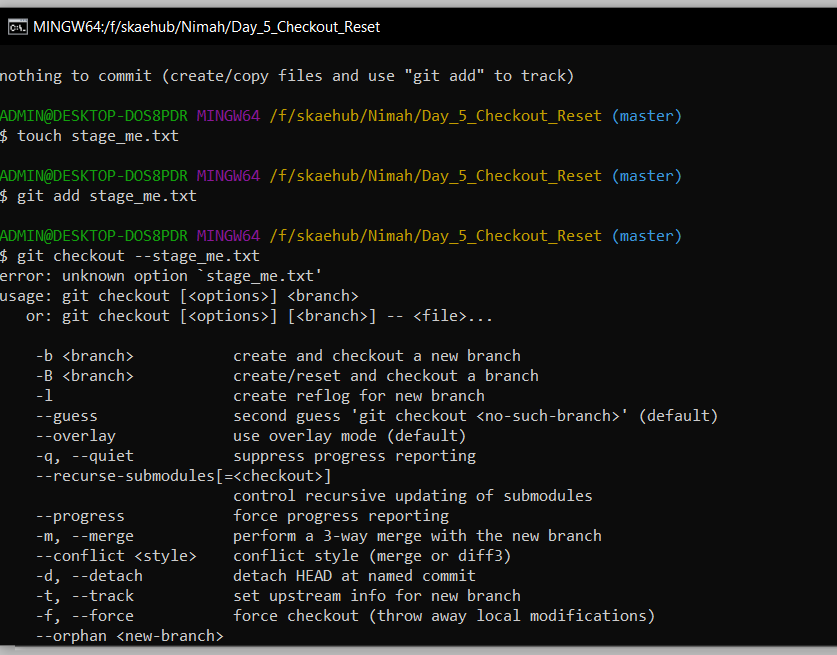 MINGW64:/f/skaehub/Nimah/Day_5_Checkout_Reset
nothing to commit (create/copy files and use "git add" to track)
ADMIN@DESKTOP-DOS8PDR MINGW64 /f/skaehub/Nimah/Day_5_Checkout_Reset (master)
$ touch stage_me.txt
ADMIN@DESKTOP-DOS8PDR MINGW64 /f/skaehub/Nimah/Day_5_Checkout_Reset (master)
$ git add stage_me.txt
ADMIN@DESKTOP-DOS8PDR MINGW64 /f/skaehub/Nimah/Day_5_Checkout_Reset (master)
$ git checkout --stage_me.txt
error: unknown option `stage_me.txt'
usage: git checkout [<options>] <branch>
   or: git checkout [<options>] [<branch>] -- <file>...
    -b <branch>           create and checkout a new branch
    -B <branch>           create/reset and checkout a branch
    -l                    create reflog for new branch
    --guess               second guess 'git checkout <no-such-branch>' (default)
    --overlay             use overlay mode (default)
    -q, --quiet           suppress progress reporting
    --recurse-submodules[=<checkout>]
                          control recursive updating of submodules
    --progress            force progress reporting
    -m, --merge           perform a 3-way merge with the new branch
    --conflict <style>    conflict style (merge or diff3)
    -d, --detach          detach HEAD at named commit
    -t, --track           set upstream info for new branch
    -f, --force           force checkout (throw away local modifications)
    --orphan <new-branch>